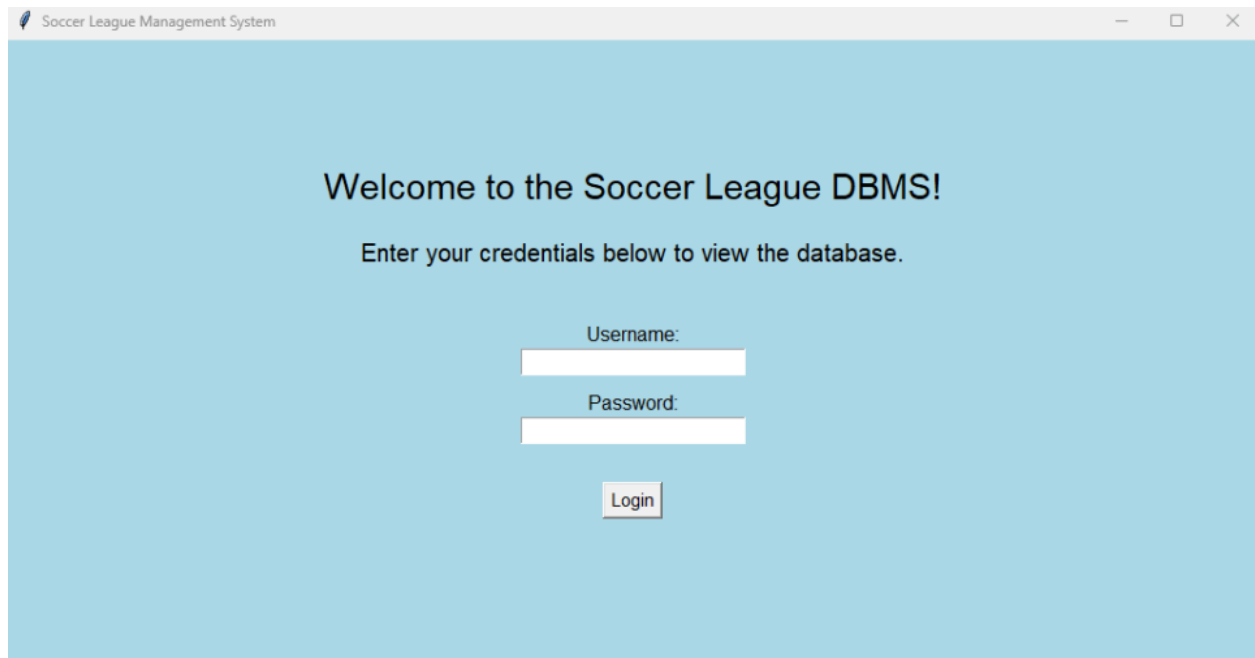 Soccer League Management System
Welcome to the Soccer League DBMS!
Enter your credentials below to view the database.
Username:
Password:
Login